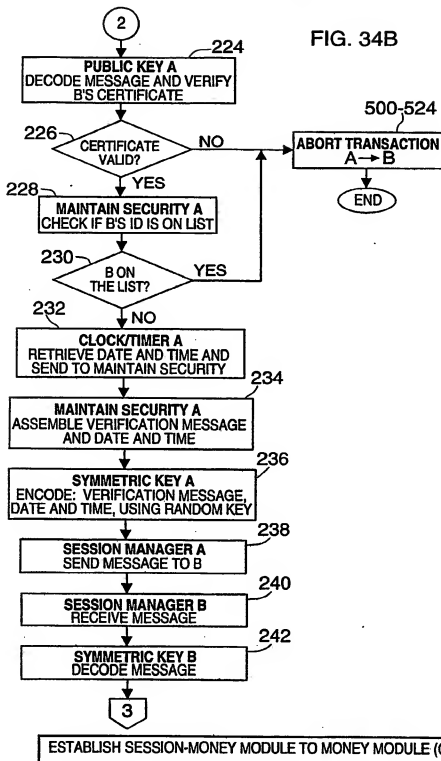 2
FIG. 34B
224
PUBLIC KEY A
DECODE MESSAGE AND VERIFY
B'S CERTIFICATE
226
CERTIFICATE
VALID?
NO
500-524
ABORT TRANSACTION
A→B
END
YES
228
MAINTAIN SECURITY A
CHECK IF B'S ID IS ON LIST
230
B ON
THE LIST?
YES
232
NO
CLOCK/TIMER A
RETRIEVE DATE AND TIME AND
SEND TO MAINTAIN SECURITY
234
MAINTAIN SECURITY A
ASSEMBLE VERIFICATION MESSAGE
AND DATE AND TIME
236
SYMMETRIC KEY A
ENCODE: VERIFICATION MESSAGE,
DATE AND TIME, USING RANDOM KEY
238
SESSION MANAGER A
SEND MESSAGE TO B
240
SESSION MANAGER B
RECEIVE MESSAGE
242
SYMMETRIC KEY B
DECODE MESSAGE
3
ESTABLISH SESSION-MONEY MODULE TO MONEY MODULE (